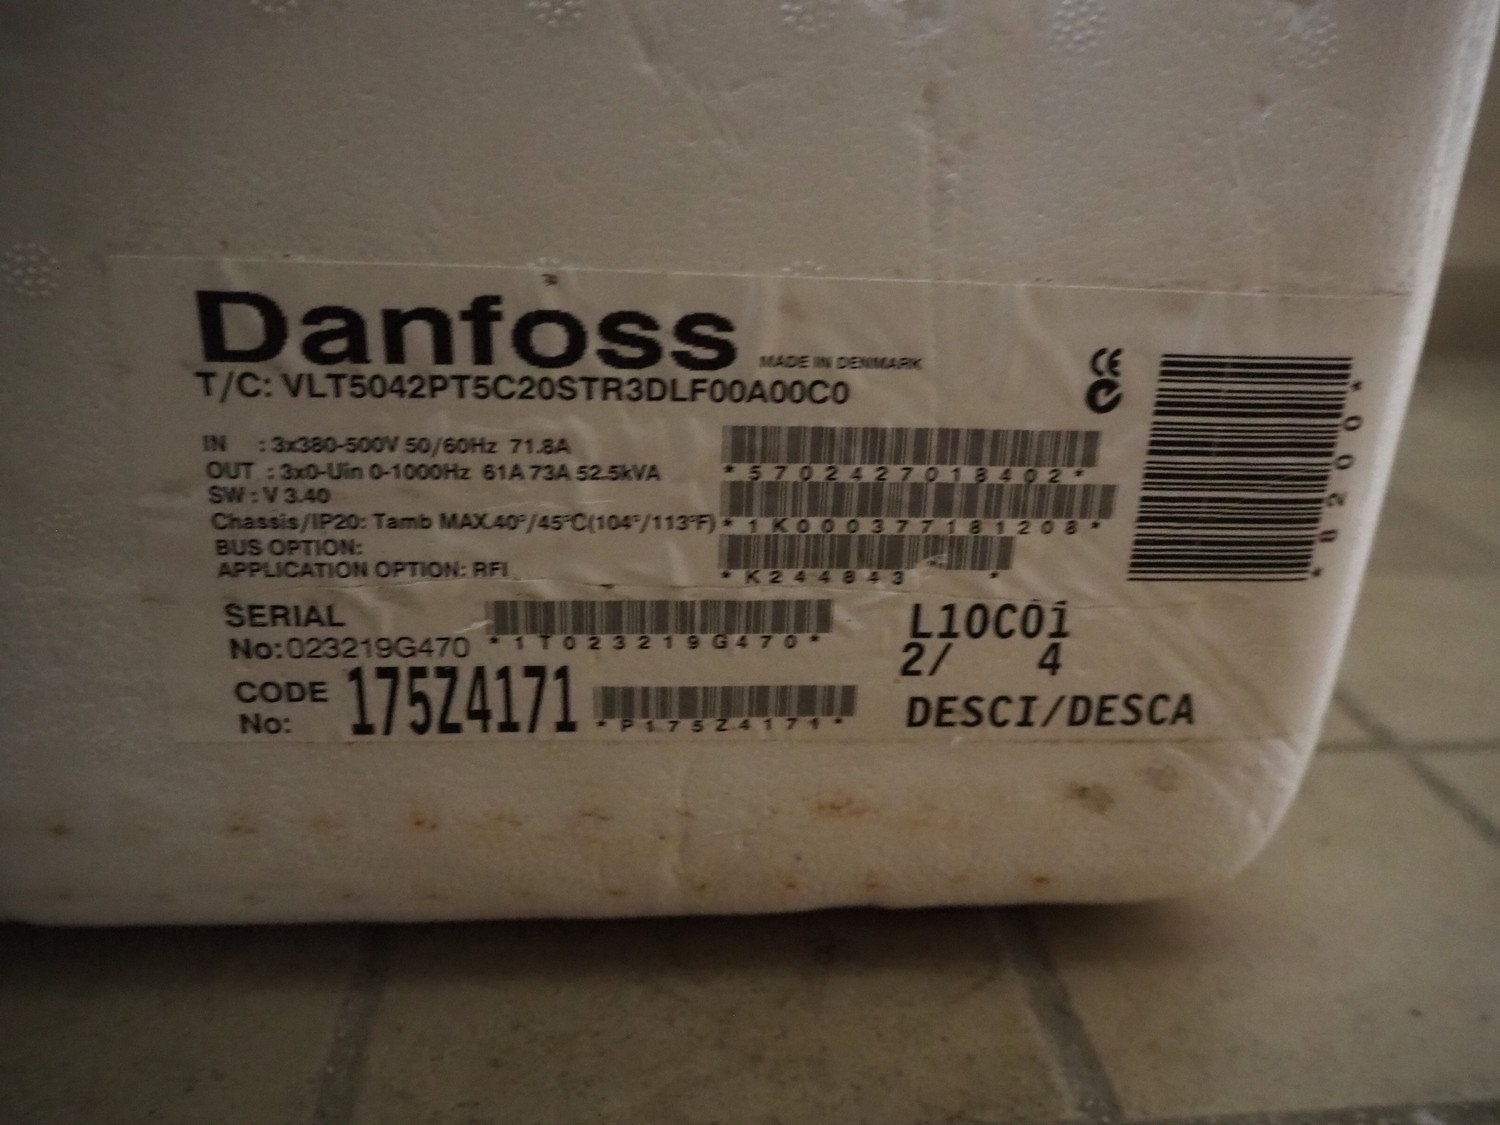 Danfoss MADE IN DENMARK
T/C: VLT5042PT5C20STR3DLF00A00C0
IN : 3x380-500V 50/60Hz 71.8A
OUT : 3x0-Uin 0-1000Hz 61A 73A 52.5kVA
SW : V 3.40
Chassis/IP20: Tamb MAX.40°/45°C(104°/113°F)
BUS OPTION:
APPLICATION OPTION: RFI
*5702427018402*
*1K000377181208*
*K244843 *
*82000*
SERIAL
No:023219G470
*1T023219G470*
CODE
No: 175Z4171
*P175Z4171*
L10C01
2/ 4
DESCI/DESCA
CE